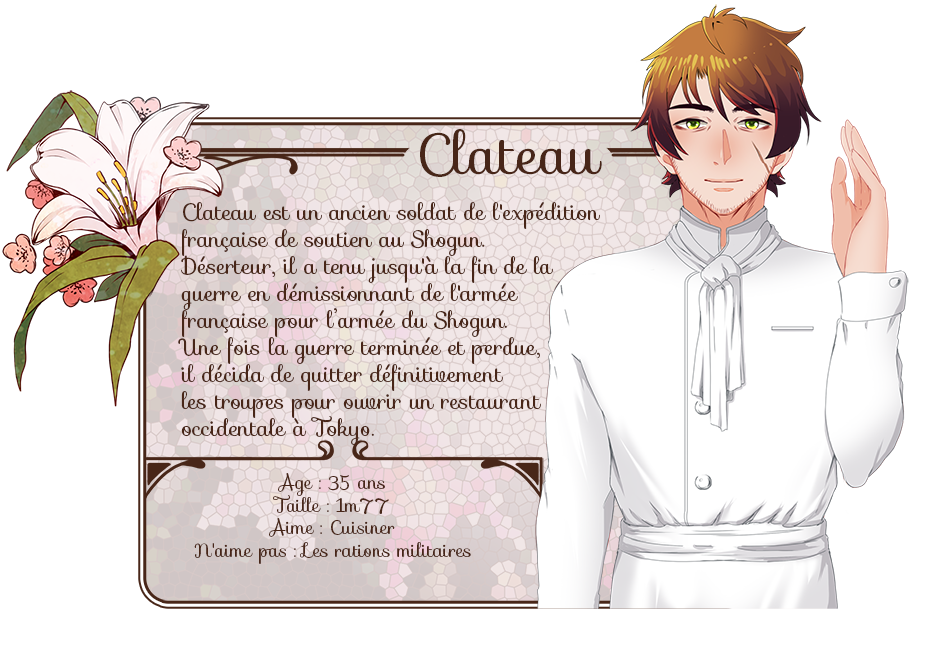 Clateau
Clateau est un ancien soldat de l'expédition
française de soutien au Shogun.
Déserteur, il a tenu jusqu'à la fin de la
guerre en démissionnant de l'armée
française pour l'armée du Shogun.
Une fois la guerre terminée et perdue,
il décida de quitter définitivement
les troupes pour ouvrir un restaurant
occidentale à Tokyo.
Age : 35 ans
Taille : 1m77
Aime : Cuisiner
N'aime pas :Les rations militaires